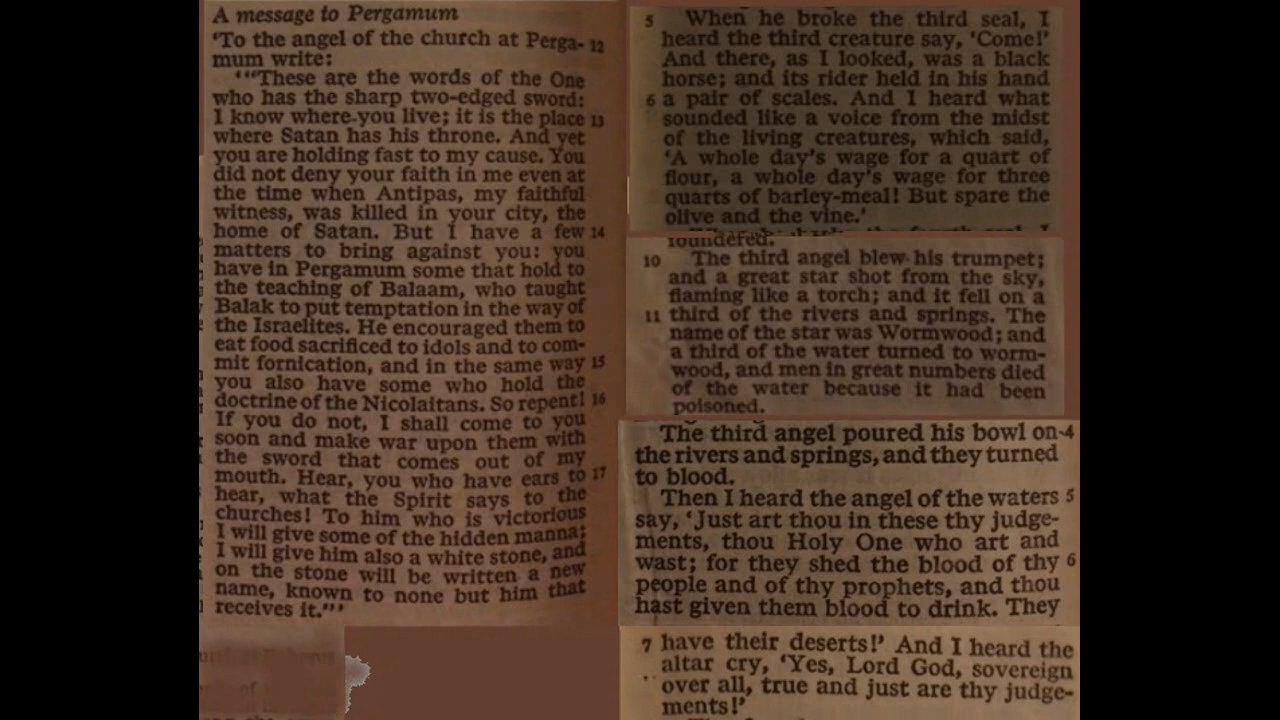 A message to Pergamum
'To the angel of the church at Perga- 12
mum write:
'"These are the words of the One
who has the sharp two-edged sword:
I know where you live; it is the place 13
where Satan has his throne. And yet
you are holding fast to my cause. You
did not deny your faith in me even at
the time when Antipas, my faithful
witness, was killed in your city, the
home of Satan. But I have a few 14
matters to bring against you: you
have in Pergamum some that hold to
the teaching of Balaam, who taught
Balak to put temptation in the way of
the Israelites. He encouraged them to
eat food sacrificed to idols and to com-
mit fornication, and in the same way 15
you also have some who hold the
doctrine of the Nicolaitans. So repent! 16
If you do not, I shall come to you
soon and make war upon them with
the sword that comes out of my
mouth. Hear, you who have ears to 17
hear, what the Spirit says to the
churches! To him who is victorious
I will give some of the hidden manna;
I will give him also a white stone, and
on the stone will be written a new
name, known to none but him that
receives it."'
5 When he broke the third seal, I
heard the third creature say, 'Come!'
And there, as I looked, was a black
horse; and its rider held in his hand
6 a pair of scales. And I heard what
sounded like a voice from the midst
of the living creatures, which said,
'A whole day's wage for a quart of
flour, a whole day's wage for three
quarts of barley-meal! But spare the
olive and the vine.'
foundered.
10 The third angel blew his trumpet;
and a great star shot from the sky,
flaming like a torch; and it fell on a
11 third of the rivers and springs. The
name of the star was Wormwood; and
a third of the water turned to worm-
wood, and men in great numbers died
of the water because it had been
poisoned.
The third angel poured his bowl on 4
the rivers and springs, and they turned
to blood.
Then I heard the angel of the waters 5
say, 'Just art thou in these thy judge-
ments, thou Holy One who art and
wast; for they shed the blood of thy 6
people and of thy prophets, and thou
hast given them blood to drink. They
7 have their deserts!' And I heard the
altar cry, 'Yes, Lord God, sovereign
over all, true and just are thy judge-
ments!'